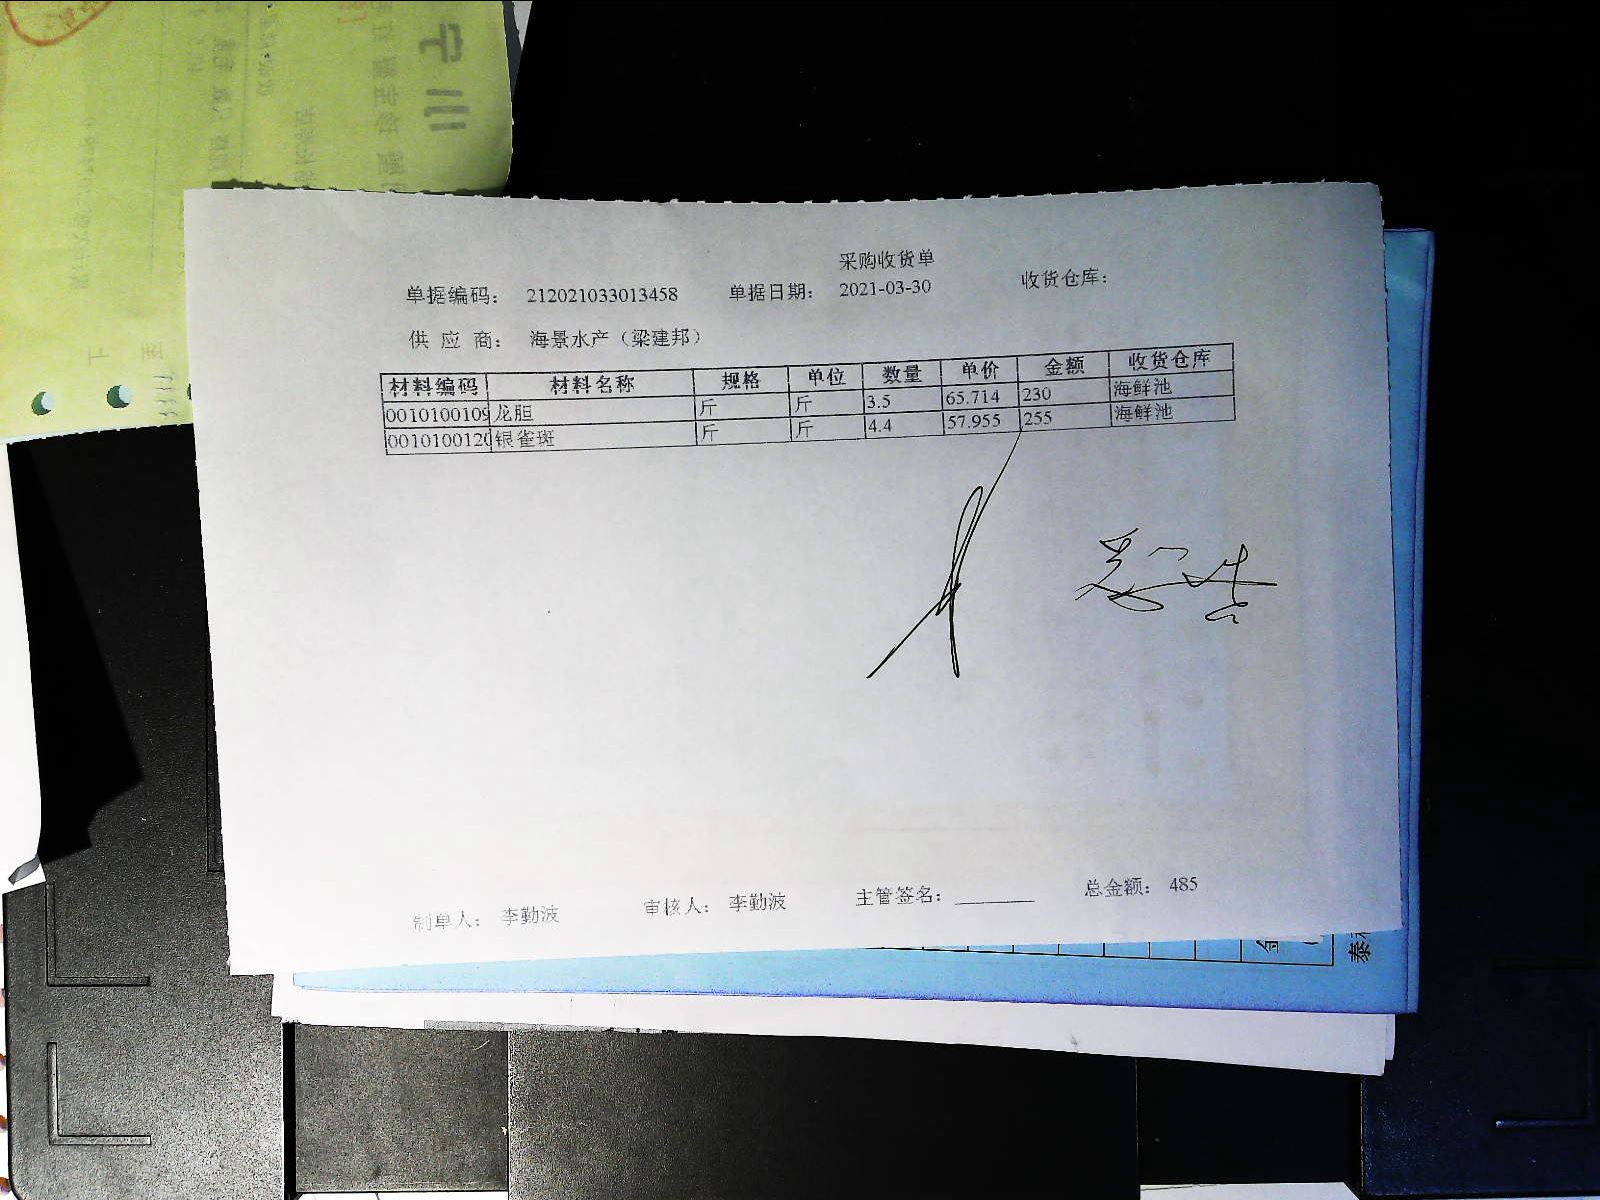 采购收货单
单据编码： 212021033013458 单据日期： 2021-03-30 收货仓库：
供 应 商： 海景水产（梁建邦）
材料编码 材料名称 规格 单位 数量 单价 金额 收货仓库
0010100109 龙胆 斤 斤 3.5 65.714 230 海鲜池
0010100120 银雀斑 斤 斤 4.4 57.955 255 海鲜池
制单人： 李勤波 审核人： 李勤波 主管签名： 总金额： 485